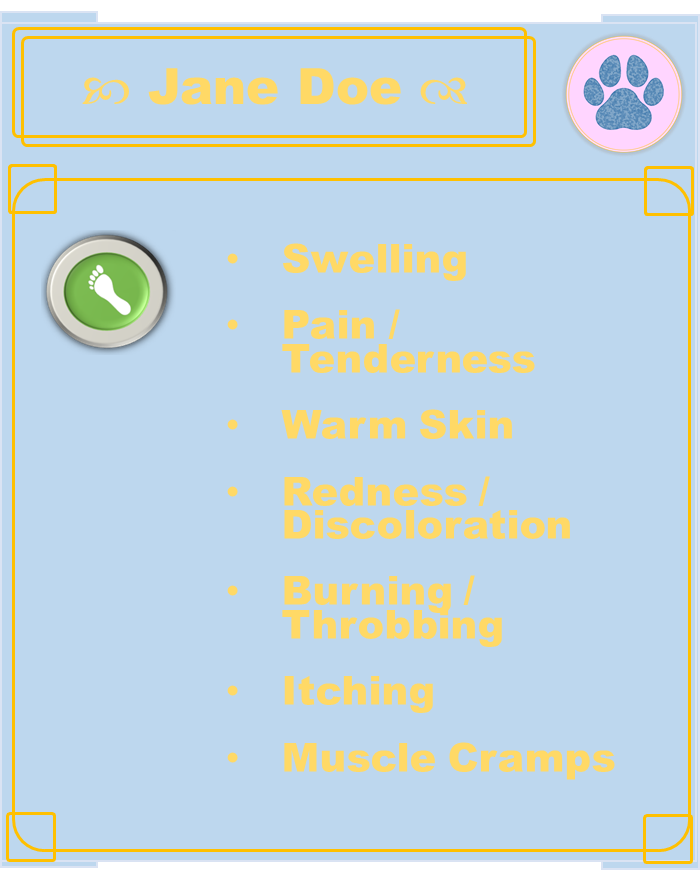 Jane Doe
• Swelling
• Pain /
Tenderness
• Warm Skin
• Redness /
Discoloration
• Burning /
Throbbing
• Itching
• Muscle Cramps